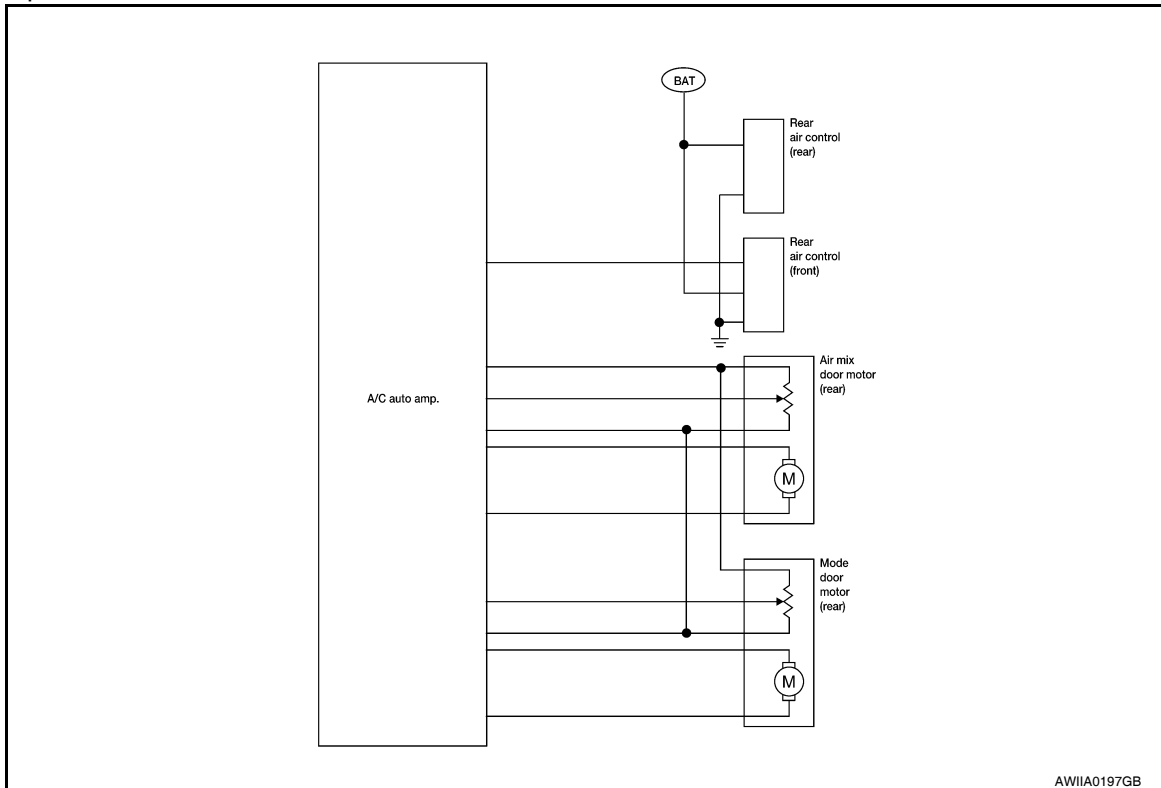 BAT
Rear
air control
(rear)
Rear
air control
(front)
Air mix
door motor
(rear)
A/C auto amp.
M
Mode
door
motor
(rear)
M
AWIIA0197GB